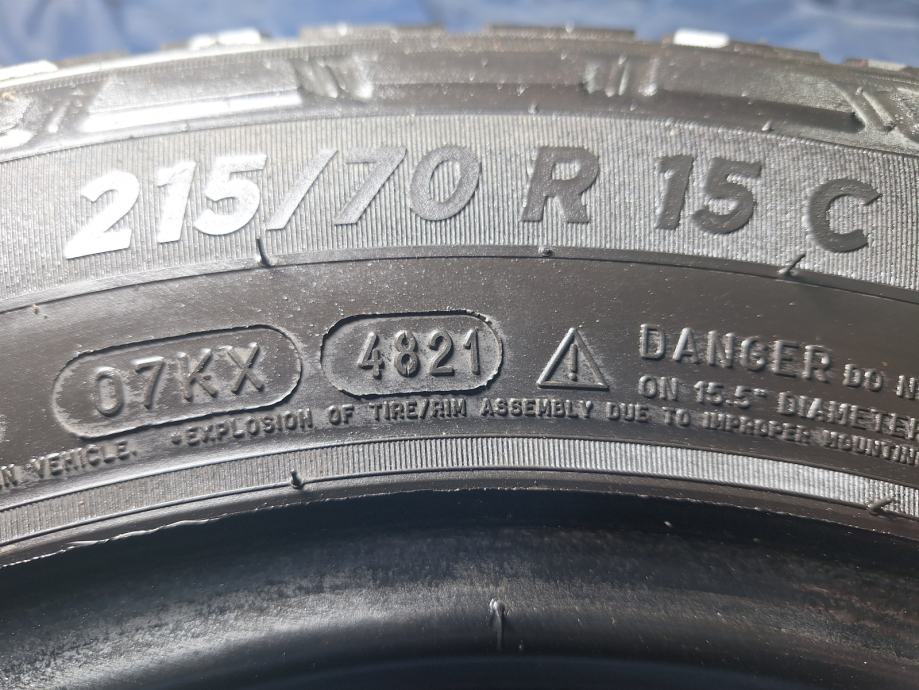 215/70 R 15 C
07KX 4821 DANGER DO
ON 15.5" DIAMETER
IN VEHICLE. •EXPLOSION OF TIRE/RIM ASSEMBLY DUE TO IMPROPER MOUNTIN